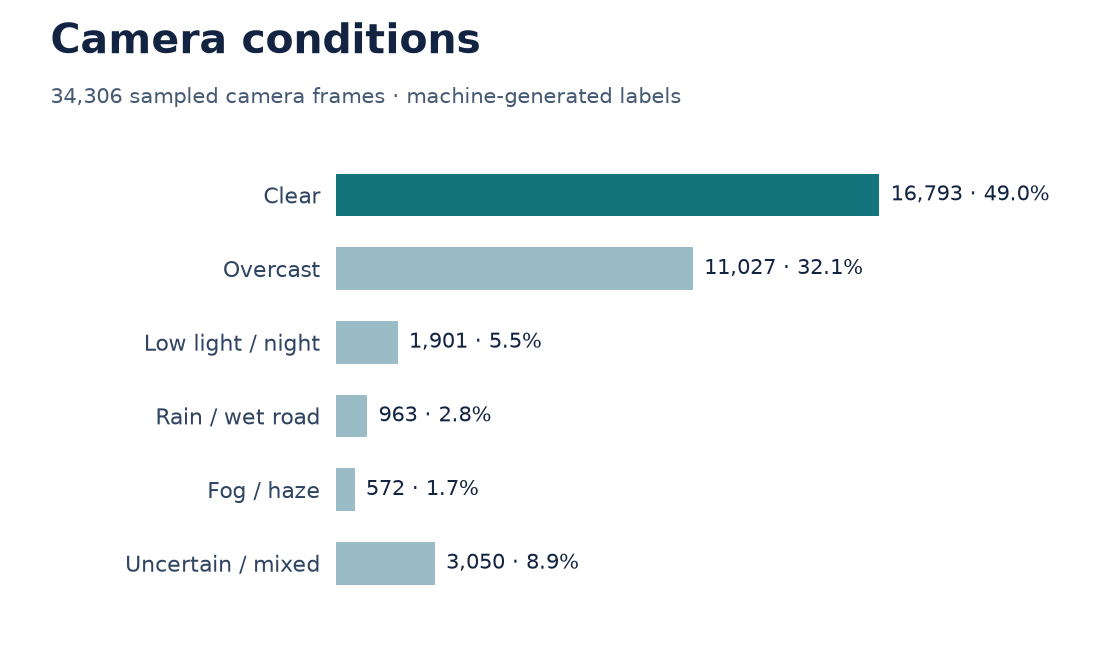 Camera conditions
34,306 sampled camera frames · machine-generated labels
Clear 16,793 · 49.0%
Overcast 11,027 · 32.1%
Low light / night 1,901 · 5.5%
Rain / wet road 963 · 2.8%
Fog / haze 572 · 1.7%
Uncertain / mixed 3,050 · 8.9%